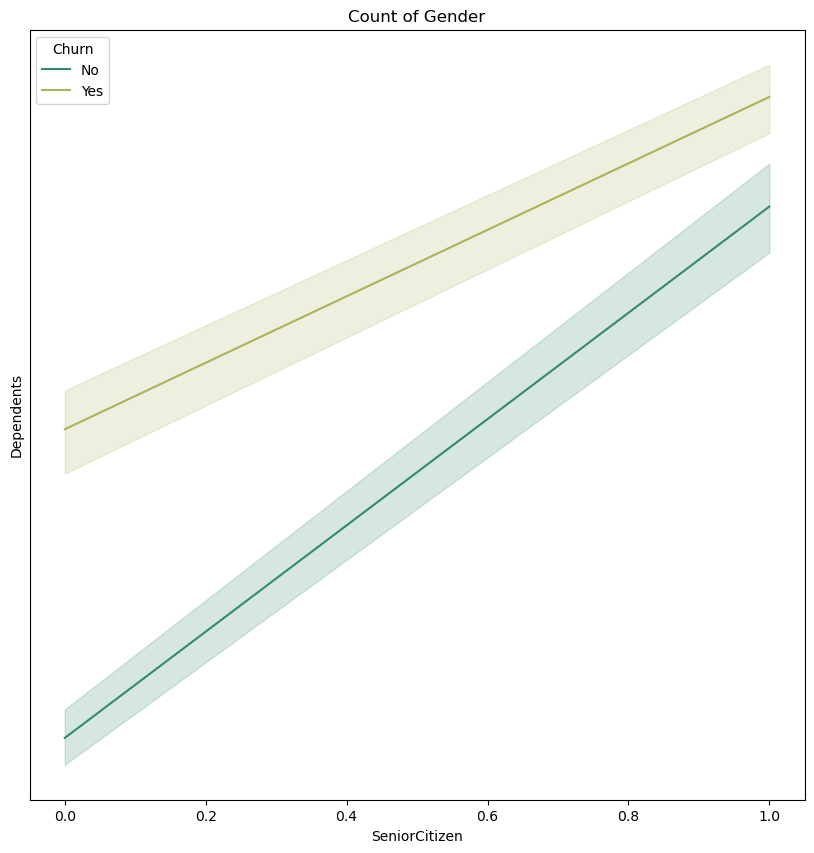 Count of Gender
Churn
No
Yes
Dependents
0.0 0.2 0.4 0.6 0.8 1.0
SeniorCitizen